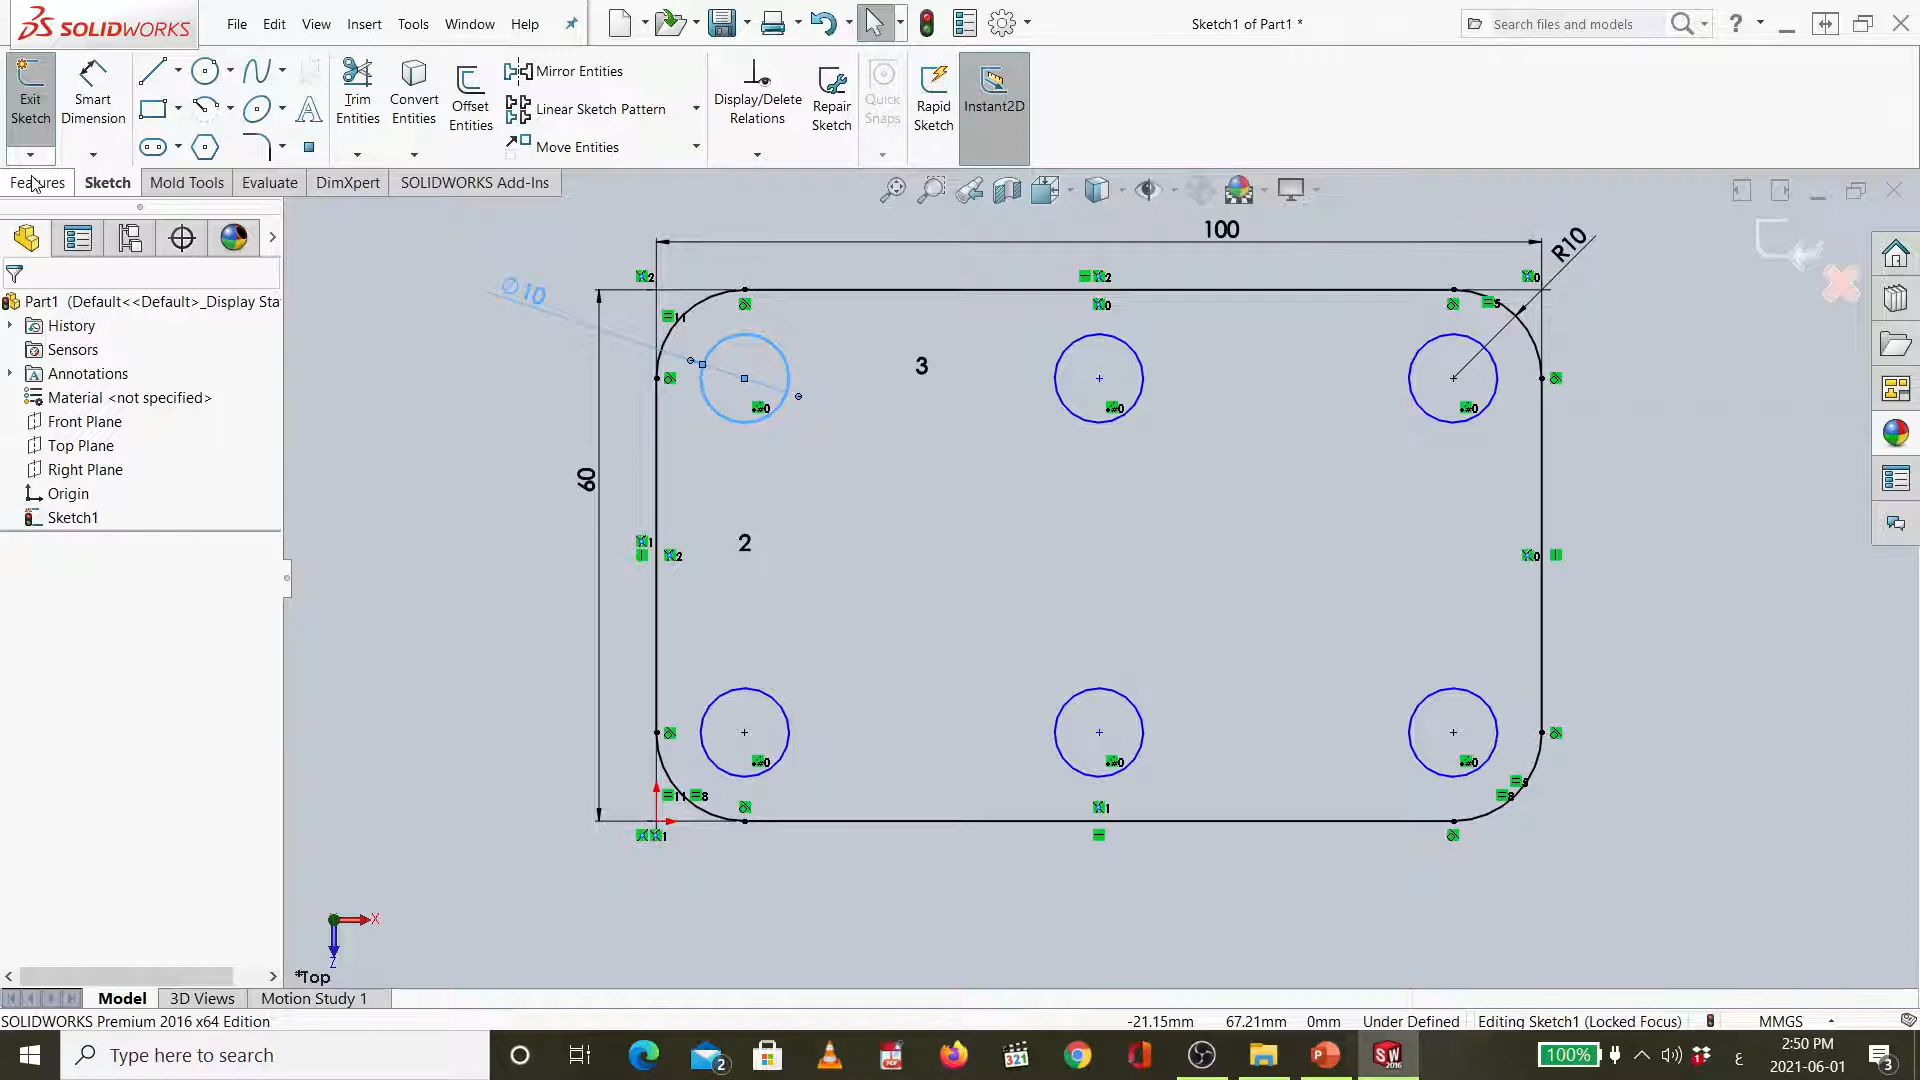 SOLIDWORKS
File Edit View Insert Tools Window Help
Sketch1 of Part1 *
Search files and models
?
Exit Sketch
Smart Dimension
Trim Entities
Convert Entities
Offset Entities
Mirror Entities
Linear Sketch Pattern
Move Entities
Display/Delete Relations
Repair Sketch
Quick Snaps
Rapid Sketch
Instant2D
Features Sketch Mold Tools Evaluate DimXpert SOLIDWORKS Add-Ins
Part1 (Default<<Default>_Display Sta
History
Sensors
Annotations
Material <not specified>
Front Plane
Top Plane
Right Plane
Origin
Sketch1
100
R10
∅10
3
60
2
X
Z
*Top
Model 3D Views Motion Study 1
SOLIDWORKS Premium 2016 x64 Edition
-21.15mm 67.21mm 0mm Under Defined Editing Sketch1 (Locked Focus) MMGS
Type here to search
2
321
SW
2016
100%
ع
2:50 PM
2021-06-01
3